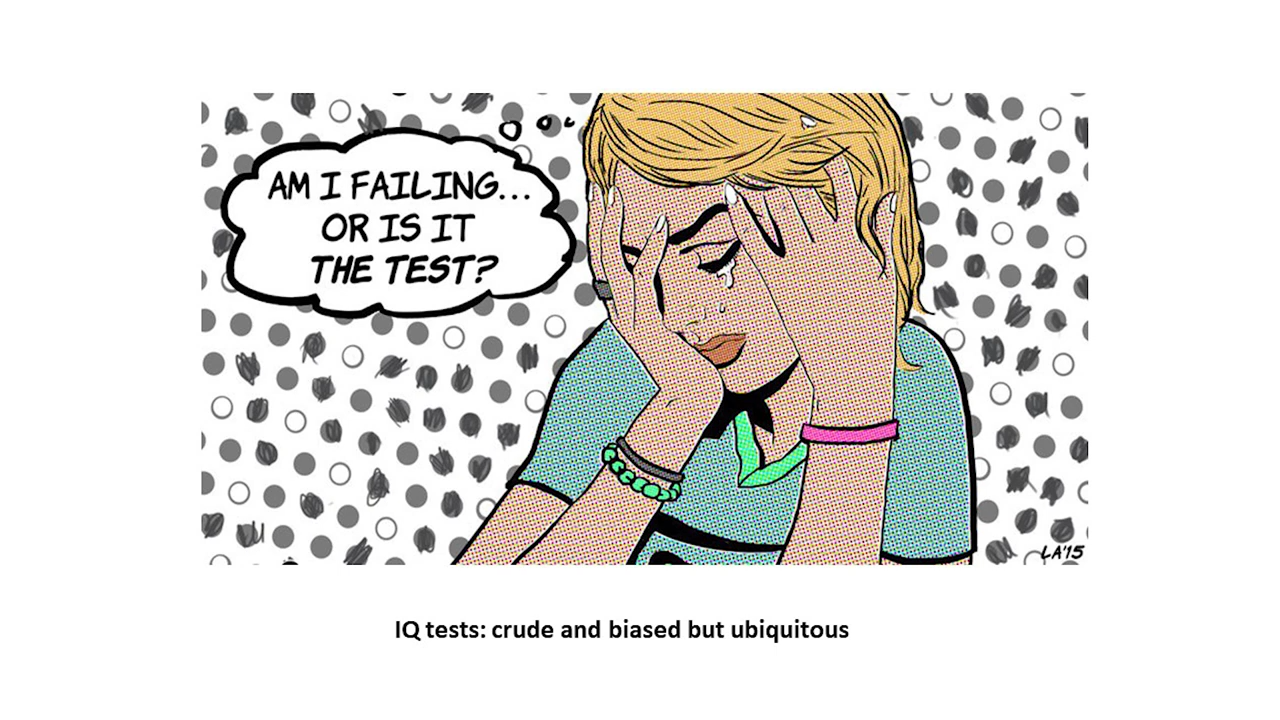 AM I FAILING...
OR IS IT
THE TEST?
LA'15
IQ tests: crude and biased but ubiquitous